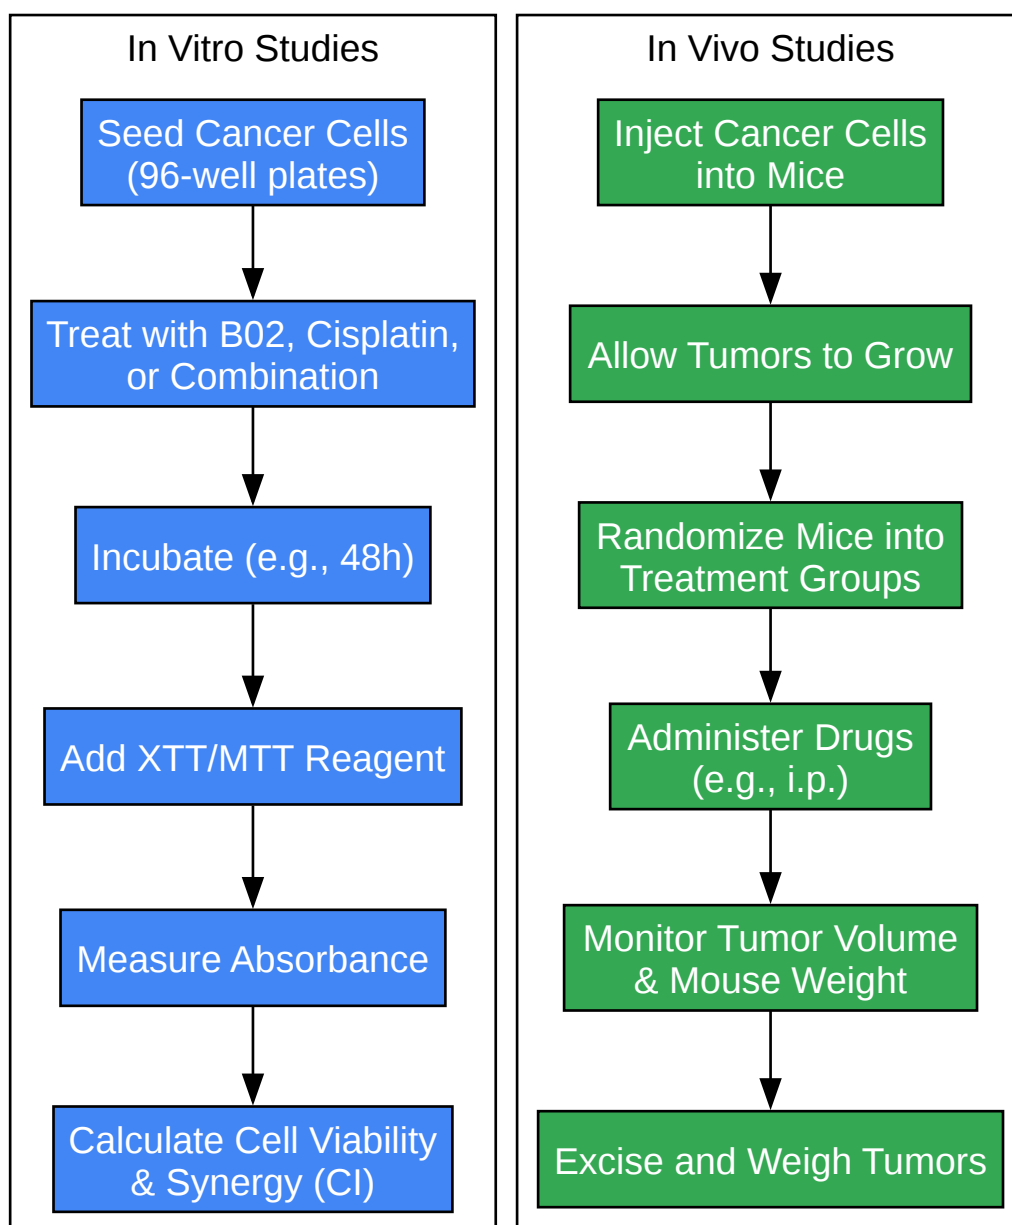 In Vitro Studies
Seed Cancer Cells
(96-well plates)
Treat with B02, Cisplatin,
or Combination
Incubate (e.g., 48h)
Add XTT/MTT Reagent
Measure Absorbance
Calculate Cell Viability
& Synergy (CI)
In Vivo Studies
Inject Cancer Cells
into Mice
Allow Tumors to Grow
Randomize Mice into
Treatment Groups
Administer Drugs
(e.g., i.p.)
Monitor Tumor Volume
& Mouse Weight
Excise and Weigh Tumors